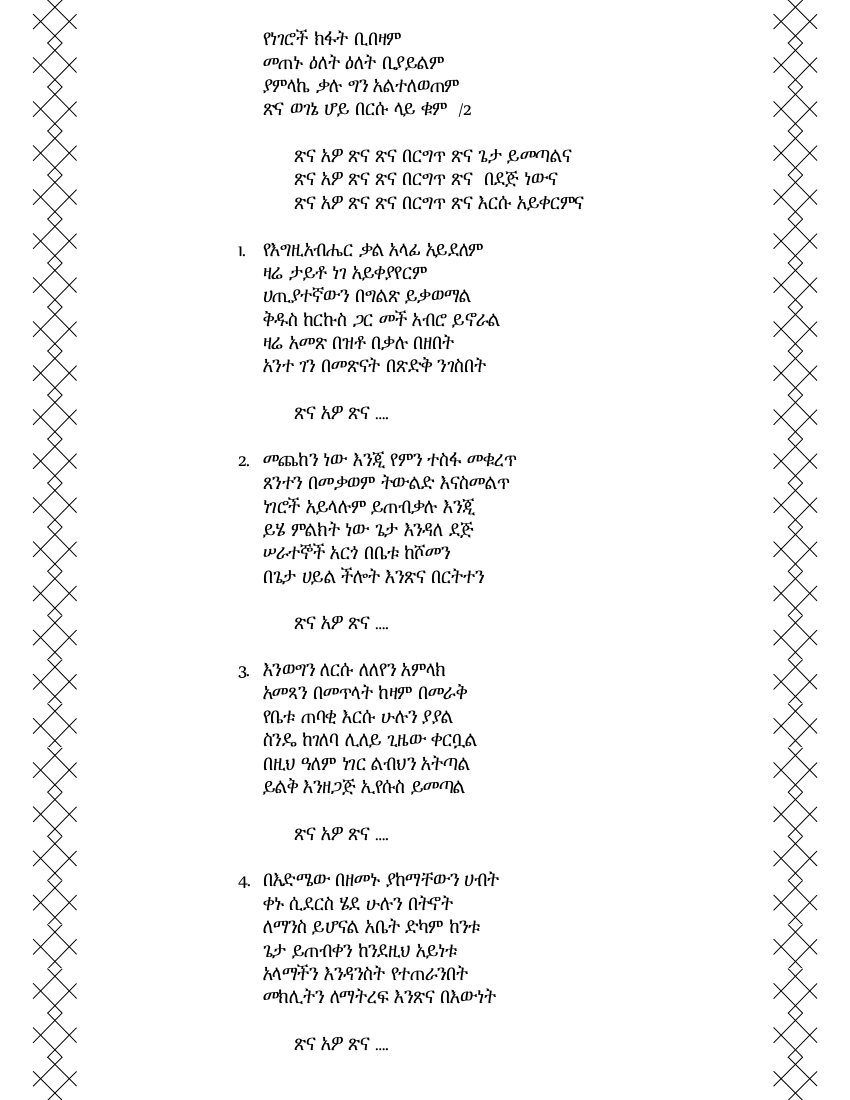 የነገሮች ክፋት ቢበዛም
መጠኑ ዕለት ዕለት ቢያይልም
ያምላኬ ቃሉ ግን አልተለወጠም
ጽና ወገኔ ሆይ በርሱ ላይ ቁም /2
ጽና አዎ ጽና ጽና በርግጥ ጽና ጌታ ይመጣልና
ጽና አዎ ጽና ጽና በርግጥ ጽና በደጅ ነውና
ጽና አዎ ጽና ጽና በርግጥ ጽና እርሱ አይቀርምና
1. የእግዚአብሔር ቃል አላፊ አይደለም
ዛሬ ታይቶ ነገ አይቀያየርም
ሀጢያተኛውን በግልጽ ይቃወማል
ቅዱስ ከርኩስ ጋር መች አብሮ ይኖራል
ዛሬ አመጽ በዝቶ በቃሉ በዘበት
አንተ ገን በመጽናት በጽድቅ ንገስበት
ጽና አዎ ጽና ....
2. መጨከን ነው እንጂ የምን ተስፋ መቁረጥ
ጸንተን በመቃወም ትውልድ እናስመልጥ
ነገሮች አይላሉም ይጠብቃሉ እንጂ
ይሄ ምልክት ነው ጌታ እንዳለ ደጅ
ሠራተኞች አርጎ በቤቱ ከሾመን
በጌታ ሀይል ችሎት እንጽና በርትተን
ጽና አዎ ጽና ....
3. እንወግን ለርሱ ለለየን አምላክ
አመጻን በመጥላት ከዛም በመራቅ
የቤቱ ጠባቂ እርሱ ሁሉን ያያል
ስንዴ ከገለባ ሊለይ ጊዜው ቀርቧል
በዚህ ዓለም ነገር ልብህን አትጣል
ይልቅ እንዘጋጅ ኢየሱስ ይመጣል
ጽና አዎ ጽና ....
4. በእድሜው በዘመኑ ያከማቸውን ሀብት
ቀኑ ሲደርስ ሄደ ሁሉን በትኖት
ለማንስ ይሆናል አቤት ድካም ከንቱ
ጌታ ይጠብቀን ከንደዚህ አይነቱ
አላማችን እንዳንስት የተጠራንበት
መክሊትን ለማትረፍ እንጽና በእውነት
ጽና አዎ ጽና ....